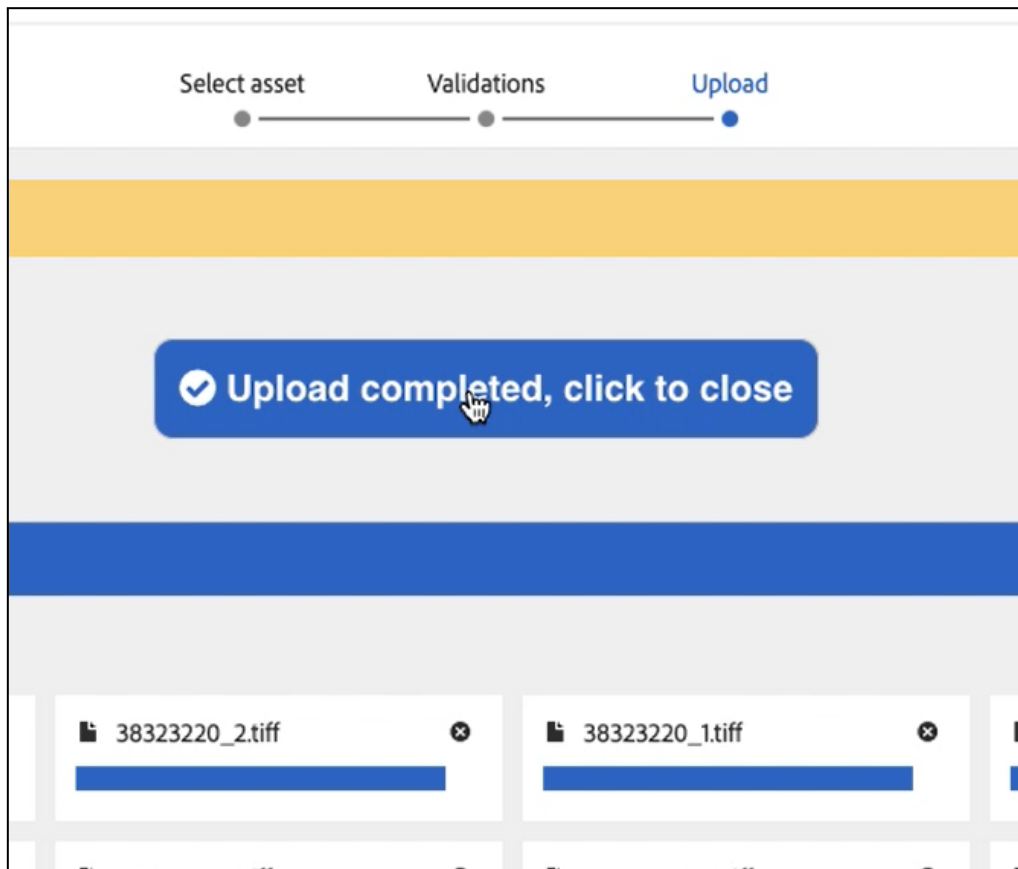 Select asset
Validations
Upload
Upload completed, click to close
38323220_2.tiff
38323220_1.tiff